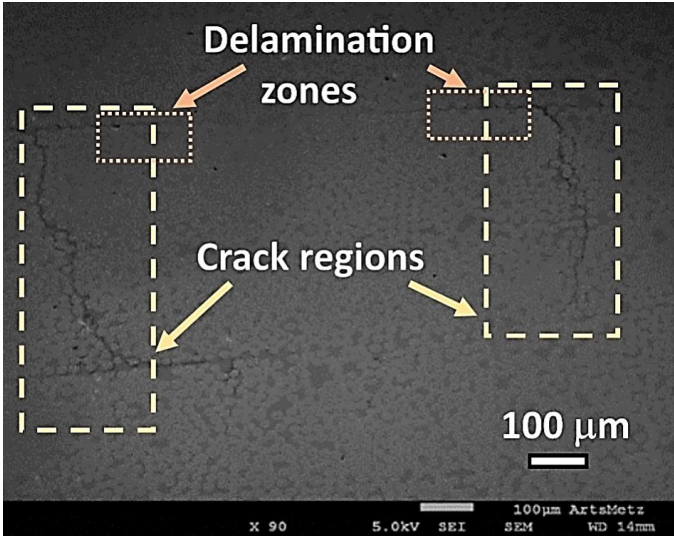 Delamination
zones
Crack regions
100 μm
100μm ArtsMetz
X 90 5.0kV SEI SEM WD 14mm